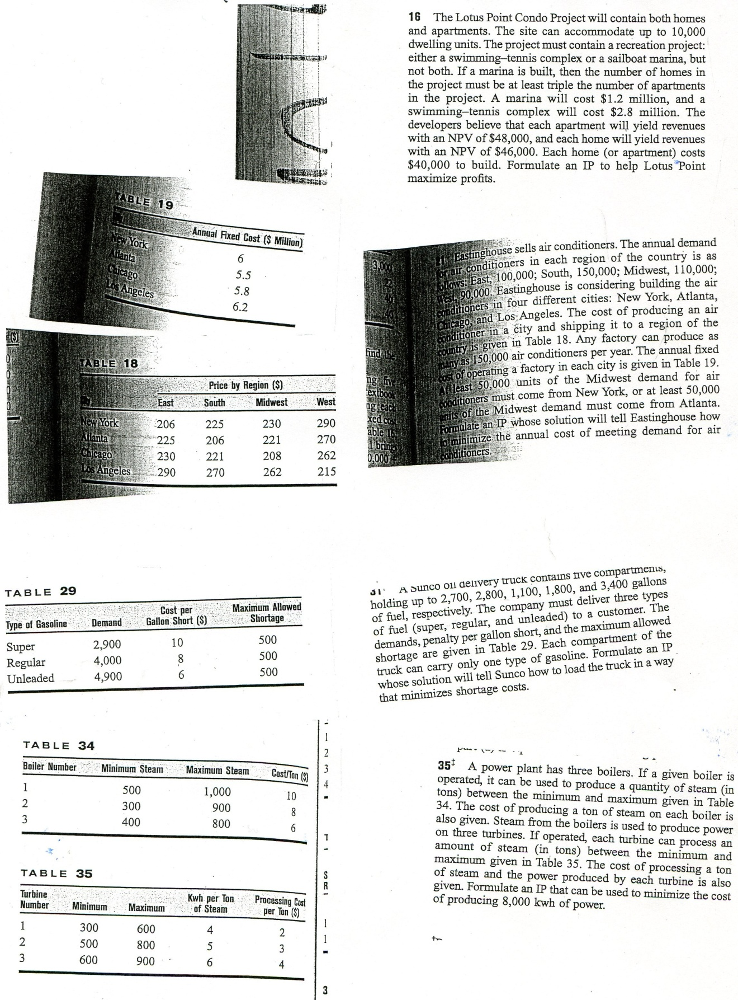 16 The Lotus Point Condo Project will contain both homes
and apartments. The site can accommodate up to 10,000
dwelling units. The project must contain a recreation project:
either a swimming–tennis complex or a sailboat marina, but
not both. If a marina is built, then the number of homes in
the project must be at least triple the number of apartments
in the project. A marina will cost $1.2 million, and a
swimming–tennis complex will cost $2.8 million. The
developers believe that each apartment will yield revenues
with an NPV of $48,000, and each home will yield revenues
with an NPV of $46,000. Each home (or apartment) costs
$40,000 to build. Formulate an IP to help Lotus Point
maximize profits.
TABLE 19
Annual Fixed Cost ($ Million)
New York 6
Atlanta 5.5
Chicago 5.8
Los Angeles 6.2
3,000
22
40
40
find the
ng five
extbook
ng each
xed cost
able 16
1 bring
0,000
Eastinghouse sells air conditioners. The annual demand
for air conditioners in each region of the country is as
follows: East, 100,000; South, 150,000; Midwest, 110,000;
West, 90,000. Eastinghouse is considering building the air
conditioners in four different cities: New York, Atlanta,
Chicago, and Los Angeles. The cost of producing an air
conditioner in a city and shipping it to a region of the
country is given in Table 18. Any factory can produce as
many as 150,000 air conditioners per year. The annual fixed
cost of operating a factory in each city is given in Table 19.
At least 50,000 units of the Midwest demand for air
conditioners must come from New York, or at least 50,000
units of the Midwest demand must come from Atlanta.
Formulate an IP whose solution will tell Eastinghouse how
to minimize the annual cost of meeting demand for air
conditioners.
($)
0
0
0
0
TABLE 18
Price by Region ($)
East South Midwest West
New York 206 225 230 290
Atlanta 225 206 221 270
Chicago 230 221 208 262
Los Angeles 290 270 262 215
TABLE 29
Type of Gasoline Demand Cost per Gallon Short ($) Maximum Allowed Shortage
Super 2,900 10 500
Regular 4,000 8 500
Unleaded 4,900 6 500
31 A Sunco oil delivery truck contains five compartments,
holding up to 2,700, 2,800, 1,100, 1,800, and 3,400 gallons
of fuel, respectively. The company must deliver three types
of fuel (super, regular, and unleaded) to a customer. The
demands, penalty per gallon short, and the maximum allowed
shortage are given in Table 29. Each compartment of the
truck can carry only one type of gasoline. Formulate an IP
whose solution will tell Sunco how to load the truck in a way
that minimizes shortage costs.
TABLE 34
Boiler Number Minimum Steam Maximum Steam Cost/Ton ($)
1 500 1,000 10
2 300 900 8
3 400 800 6
1
2
3
4
T
S
R
1
1
3
35‡ A power plant has three boilers. If a given boiler is
operated, it can be used to produce a quantity of steam (in
tons) between the minimum and maximum given in Table
34. The cost of producing a ton of steam on each boiler is
also given. Steam from the boilers is used to produce power
on three turbines. If operated, each turbine can process an
amount of steam (in tons) between the minimum and
maximum given in Table 35. The cost of processing a ton
of steam and the power produced by each turbine is also
given. Formulate an IP that can be used to minimize the cost
of producing 8,000 kwh of power.
TABLE 35
Turbine Number Minimum Maximum Kwh per Ton of Steam Processing Cost per Ton ($)
1 300 600 4 2
2 500 800 5 3
3 600 900 6 4